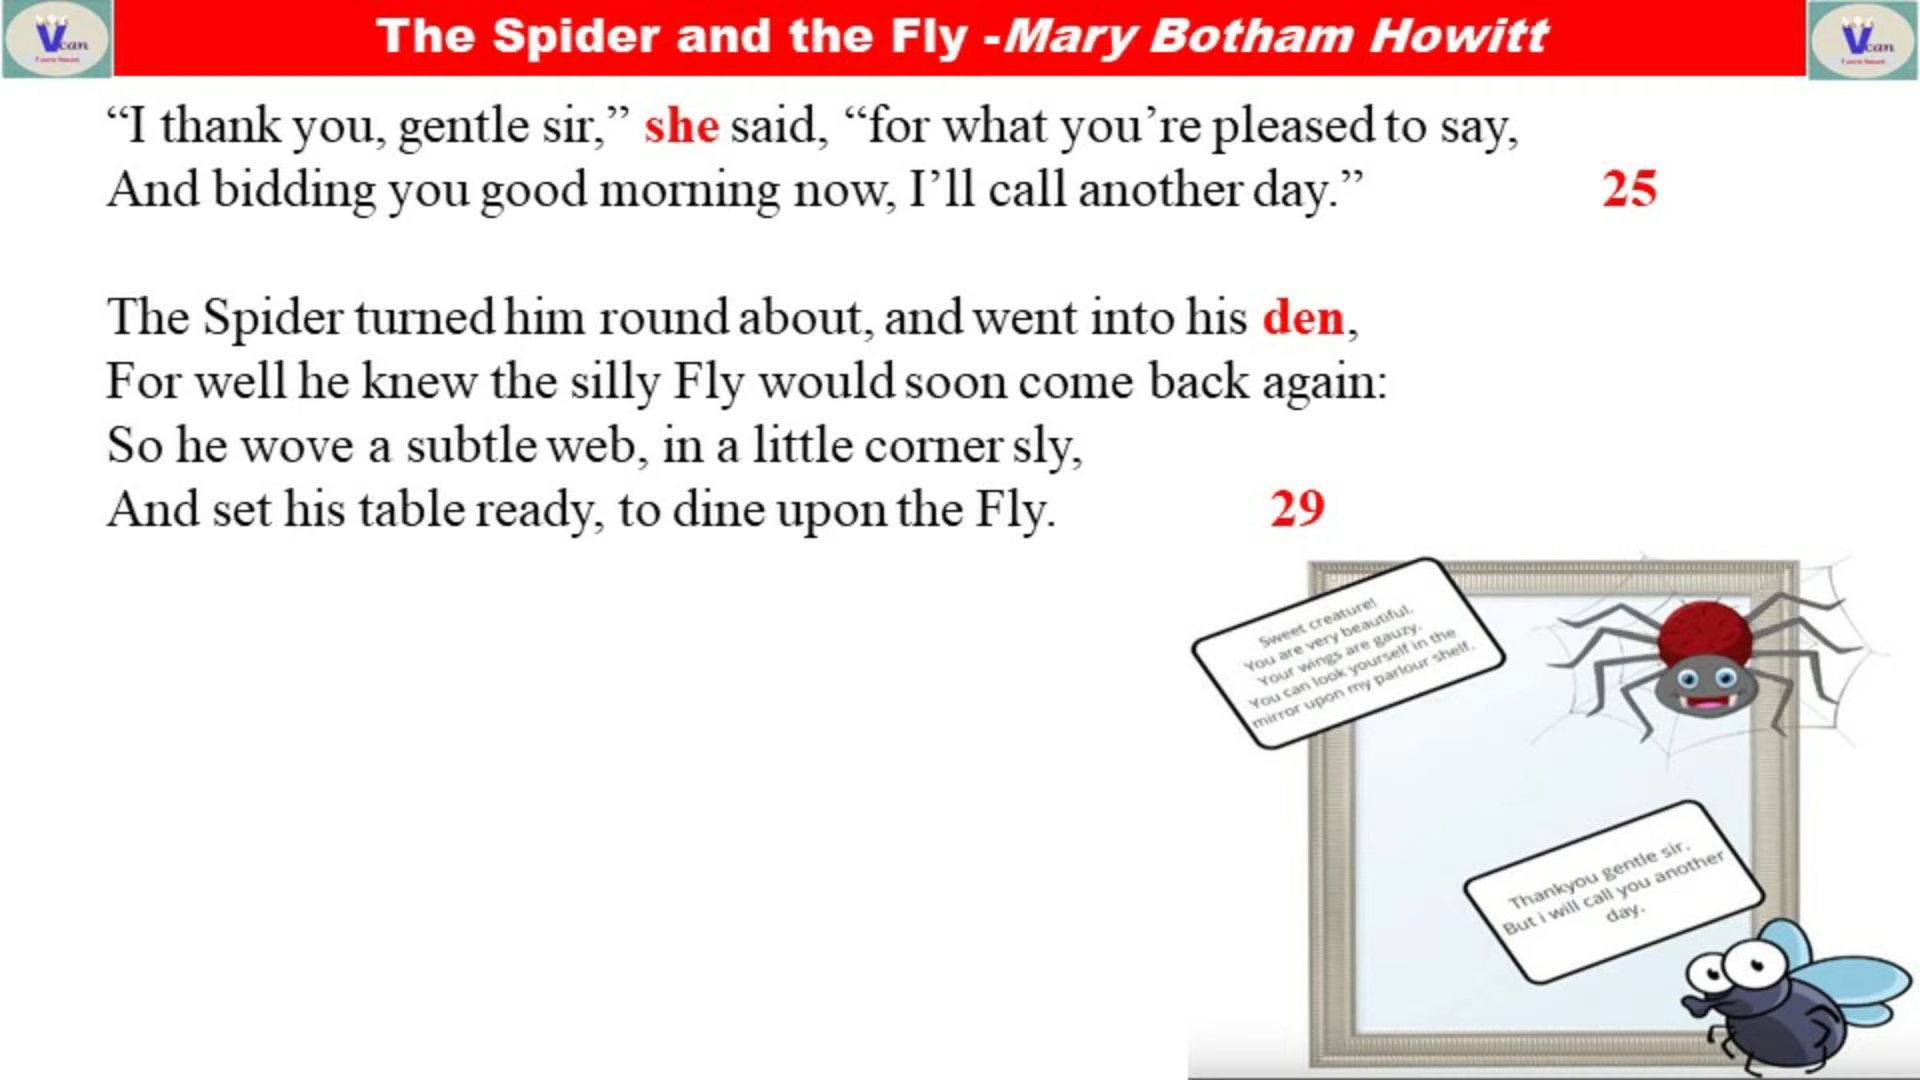 Vcan
The Spider and the Fly -Mary Botham Howitt
Vcan
“I thank you, gentle sir,” she said, “for what you’re pleased to say,
And bidding you good morning now, I’ll call another day.” 25
The Spider turned him round about, and went into his den,
For well he knew the silly Fly would soon come back again:
So he wove a subtle web, in a little corner sly,
And set his table ready, to dine upon the Fly. 29
Sweet creature!
You are very beautiful.
Your wings are gauzy.
You can look yourself in the
mirror upon my parlour shelf.
Thankyou gentle sir.
But i will call you another
day.